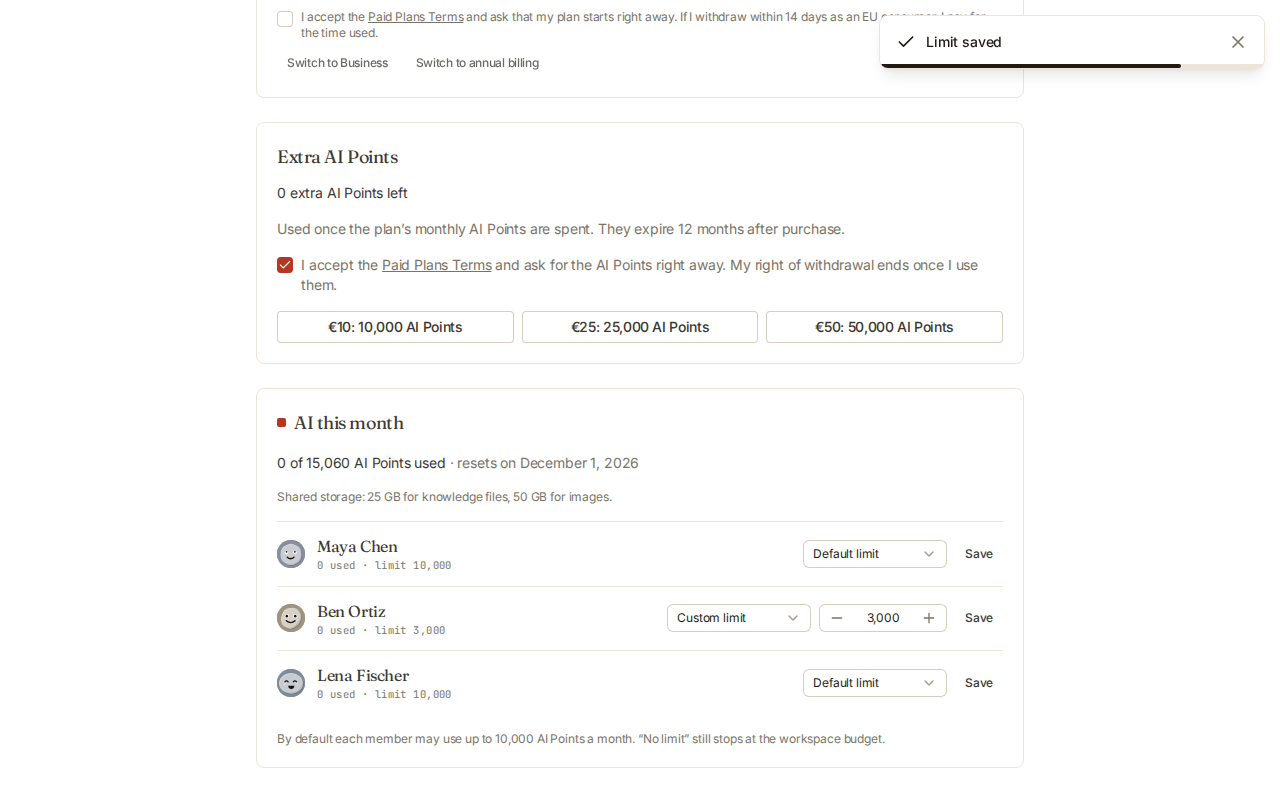 I accept the Paid Plans Terms and ask that my plan starts right away. If I withdraw within 14 days as an EU
the time used.
Limit saved
Switch to Business
Switch to annual billing
Extra AI Points
0 extra AI Points left
Used once the plan’s monthly AI Points are spent. They expire 12 months after purchase.
I accept the Paid Plans Terms and ask for the AI Points right away. My right of withdrawal ends once I use
them.
€10: 10,000 AI Points
€25: 25,000 AI Points
€50: 50,000 AI Points
AI this month
0 of 15,060 AI Points used · resets on December 1, 2026
Shared storage: 25 GB for knowledge files, 50 GB for images.
Maya Chen
0 used · limit 10,000
Default limit
Save
Ben Ortiz
0 used · limit 3,000
Custom limit
3,000
Save
Lena Fischer
0 used · limit 10,000
Default limit
Save
By default each member may use up to 10,000 AI Points a month. “No limit” still stops at the workspace budget.